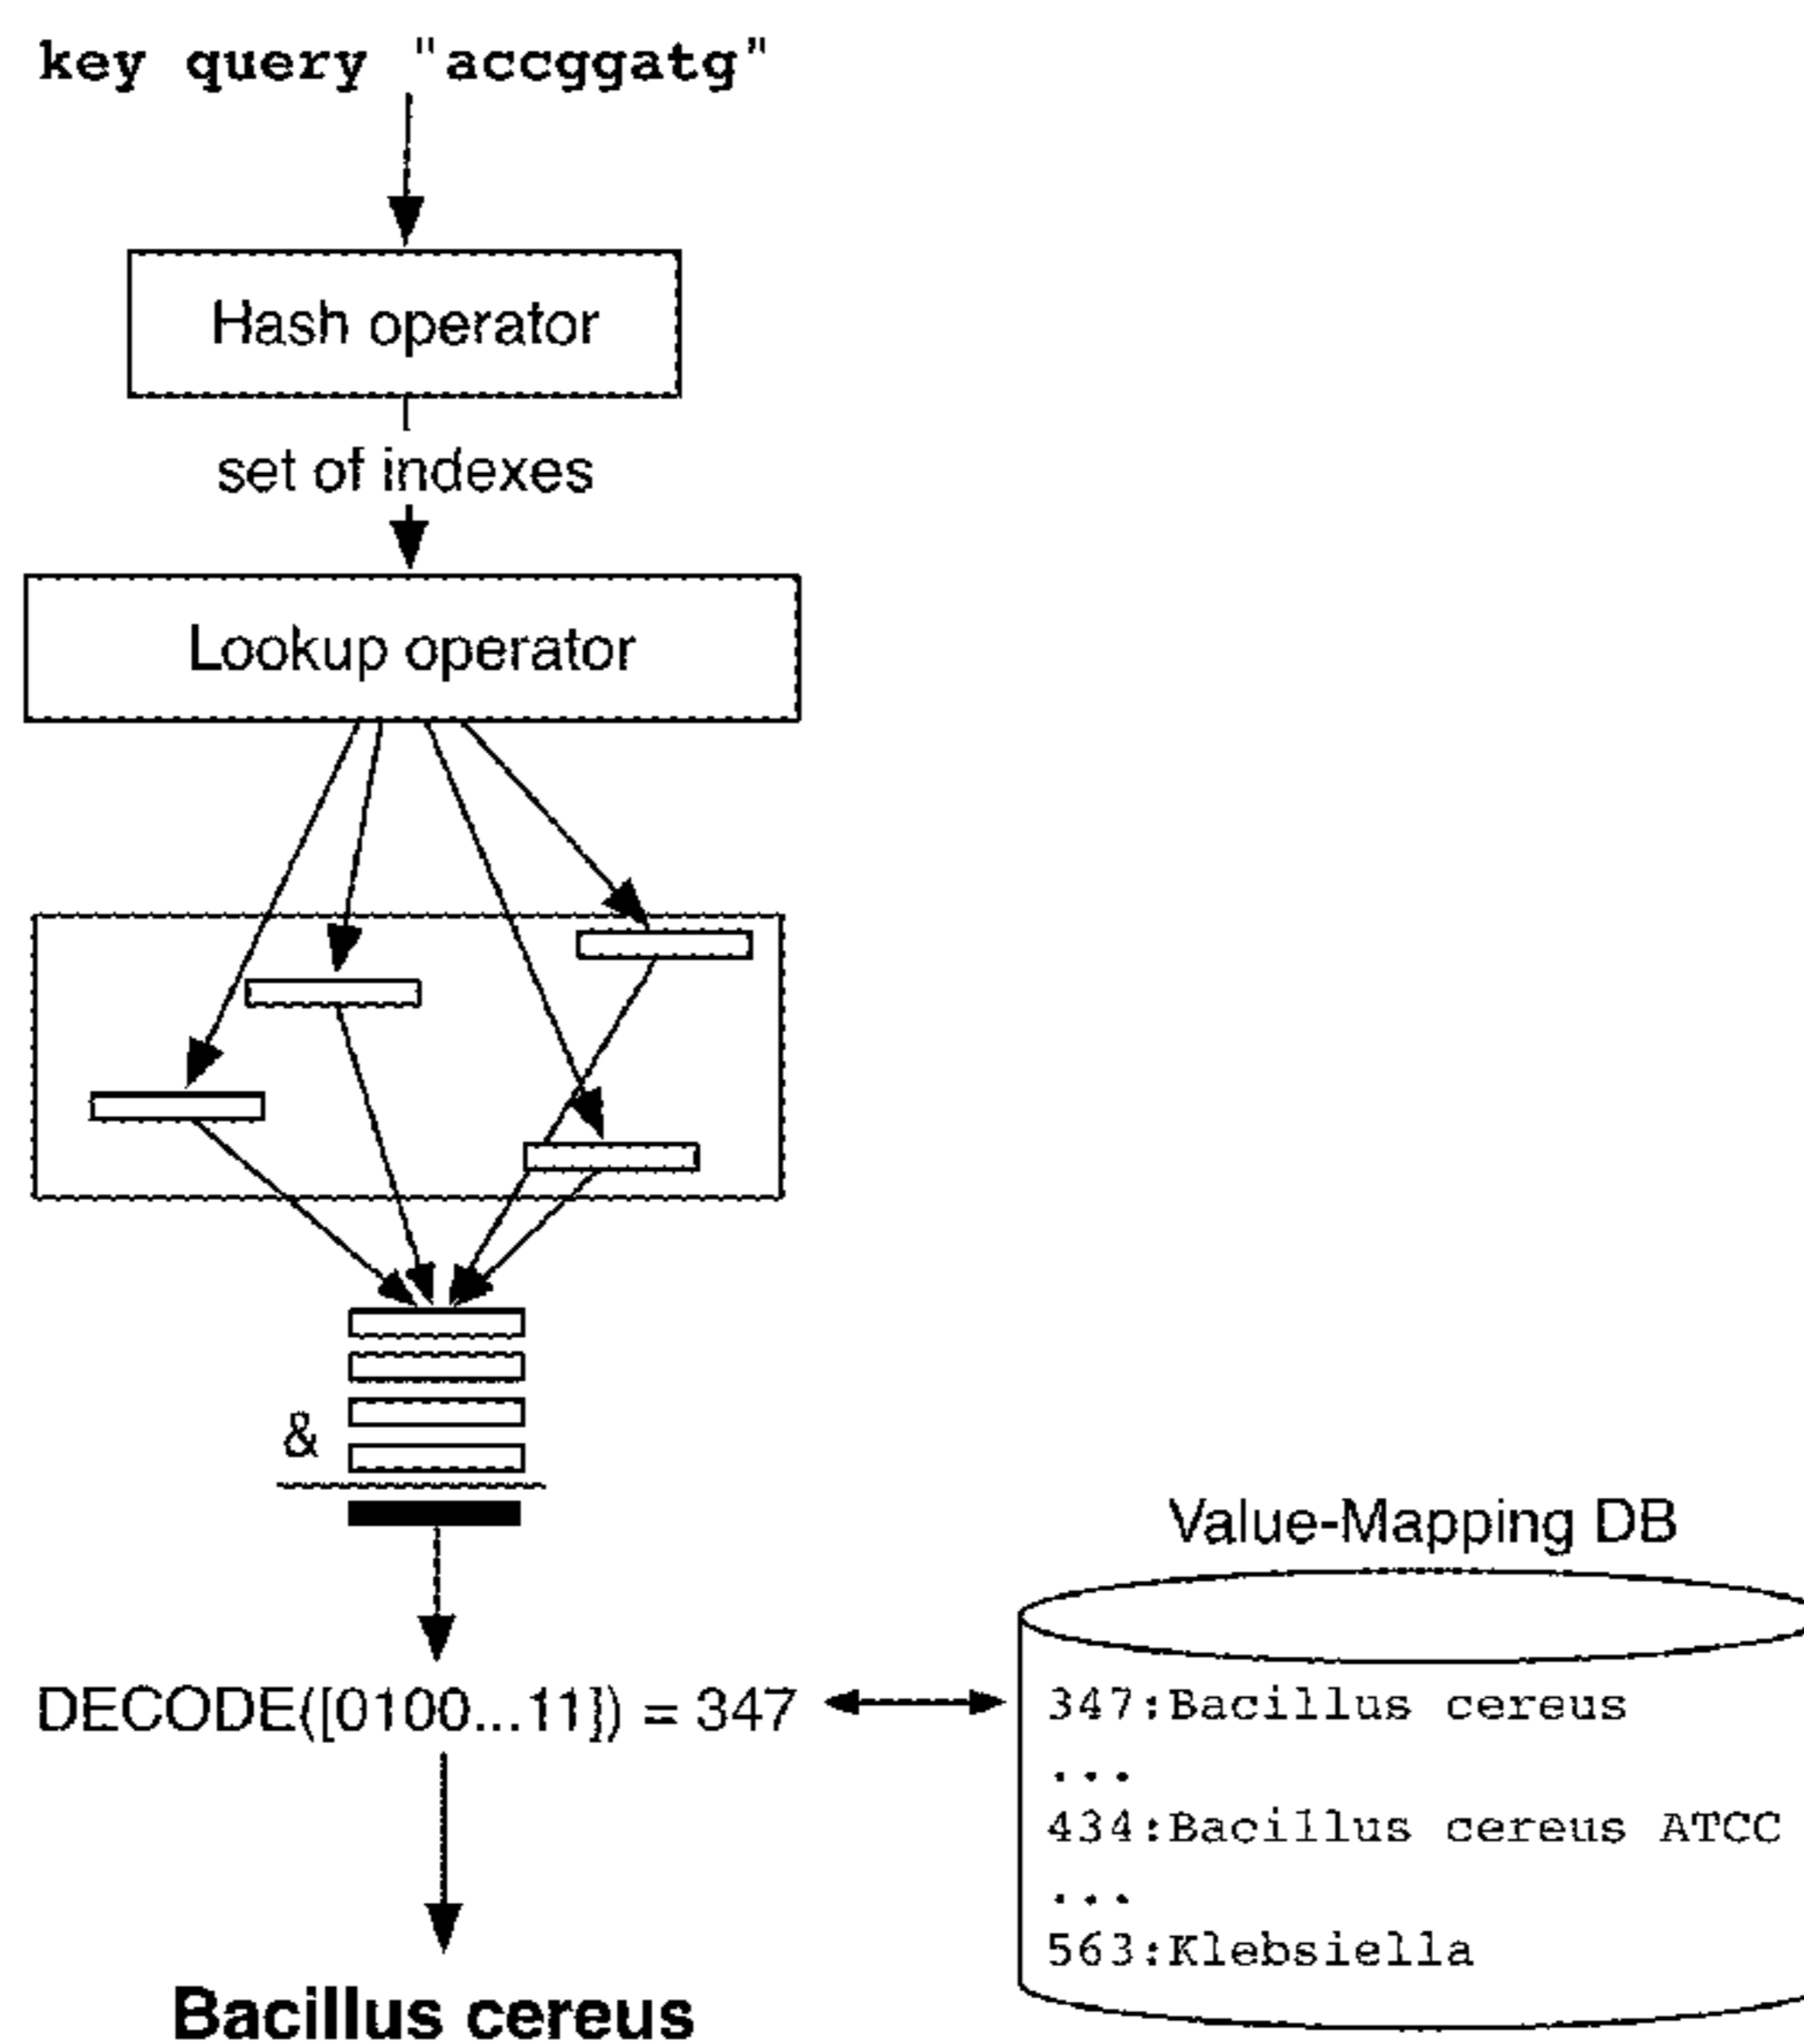 key query "accggatg"
Hash operator
set of indexes
Lookup operator
&
DECODE([0100...11]) = 347
Bacillus cereus
Value-Mapping DB
347:Bacillus cereus
...
434:Bacillus cereus ATCC
...
563:Klebsiella